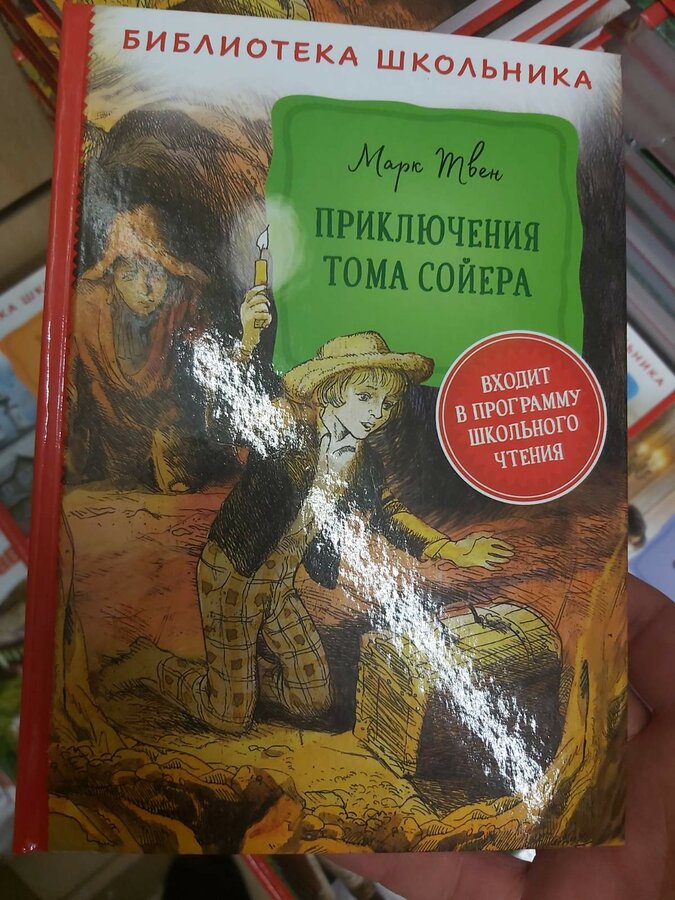 БИБЛИОТЕКА ШКОЛЬНИКА
Марк Твен
ПРИКЛЮЧЕНИЯ
ТОМА СОЙЕРА
ВХОДИТ
В ПРОГРАММУ
ШКОЛЬНОГО
ЧТЕНИЯ